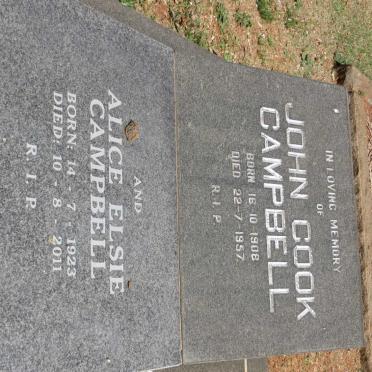 IN LOVING MEMORY
OF
JOHN COOK
CAMPBELL
BORN 16·10·1908
DIED 22·7·1957
R.I.P.
AND
ALICE ELSIE
CAMPBELL
BORN: 14 · 7 · 1923
DIED: 10 · 8 · 2011
R. I. P.